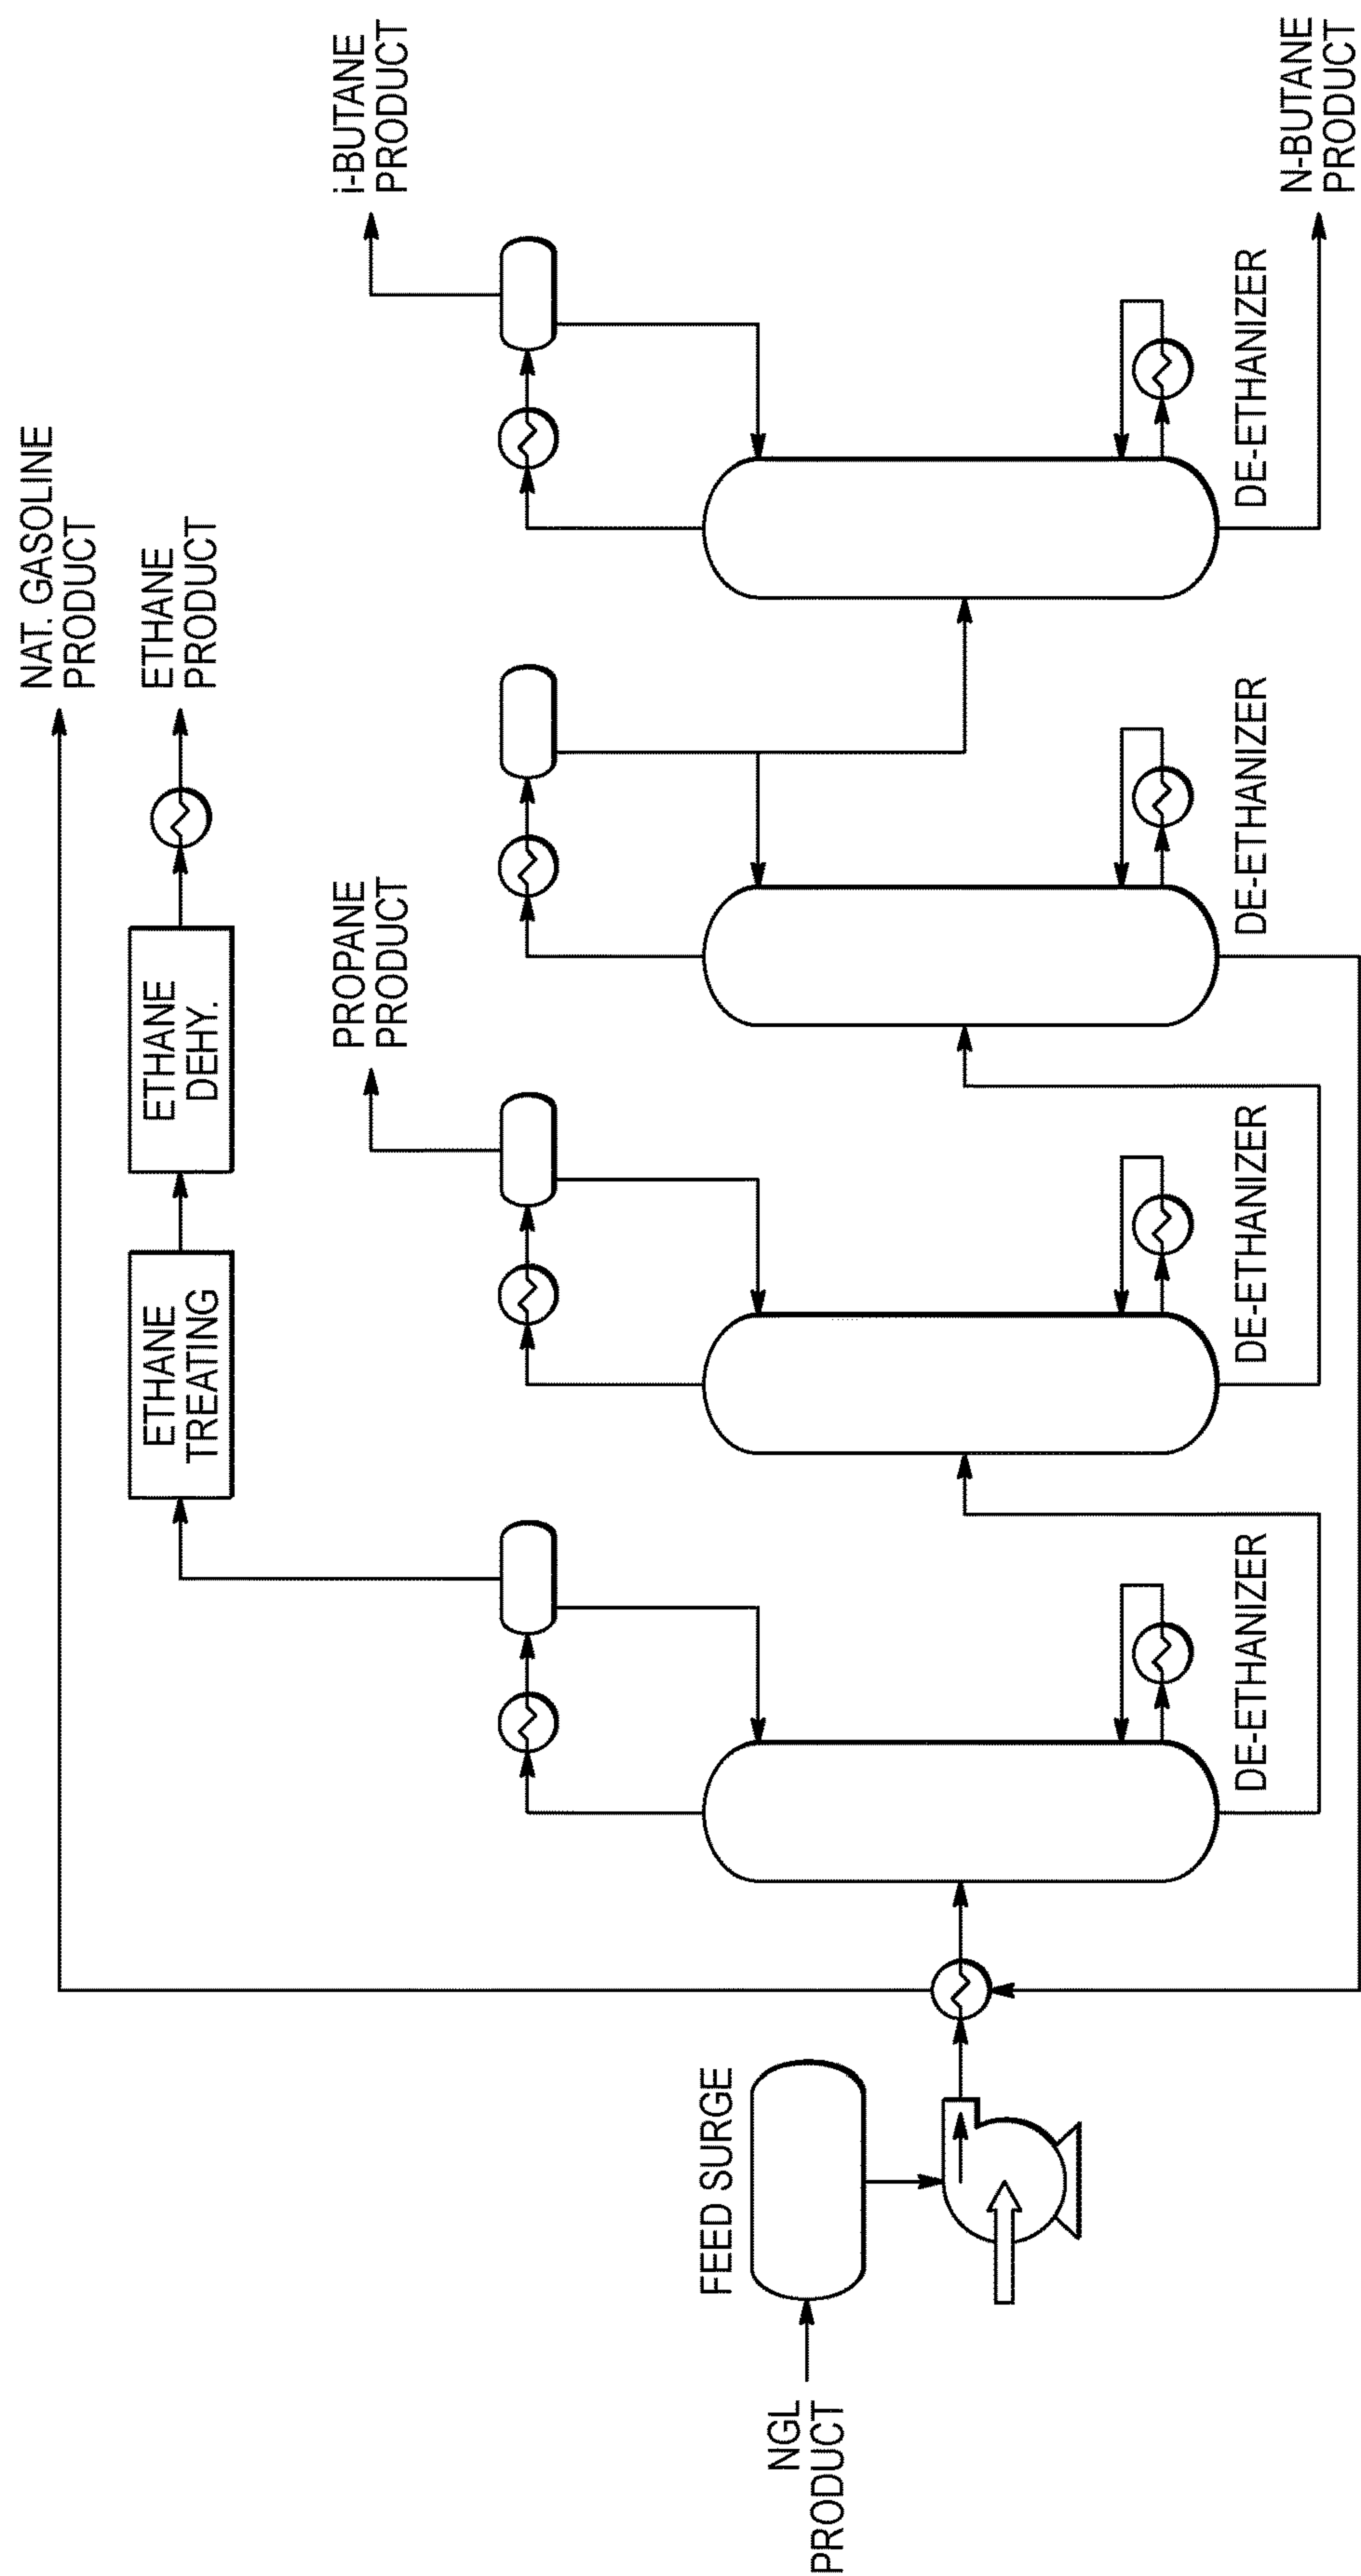 NAT. GASOLINE
PRODUCT
ETHANE
TREATING
ETHANE
DEHY.
ETHANE
PRODUCT
PROPANE
PRODUCT
i-BUTANE
PRODUCT
FEED SURGE
NGL
PRODUCT
DE-ETHANIZER
DE-ETHANIZER
DE-ETHANIZER
DE-ETHANIZER
N-BUTANE
PRODUCT